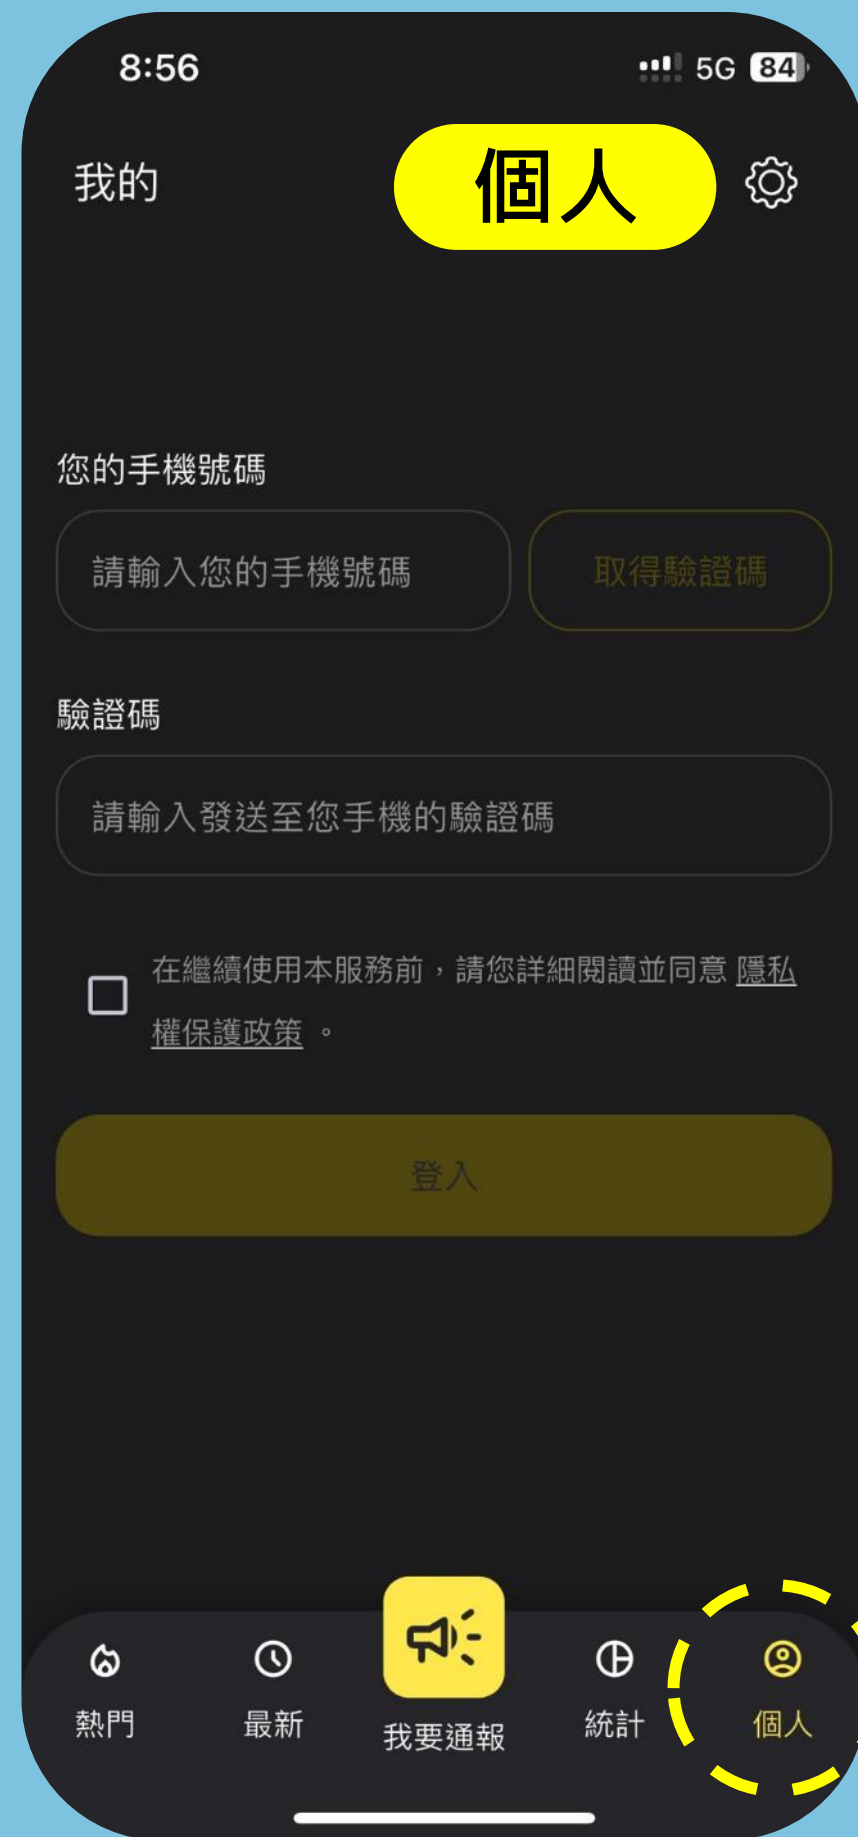 8:56
5G 84
我的
個人
您的手機號碼
請輸入您的手機號碼
取得驗證碼
驗證碼
請輸入發送至您手機的驗證碼
在繼續使用本服務前，請您詳細閱讀並同意 隱私
權保護政策 。
登入
熱門
最新
我要通報
統計
個人